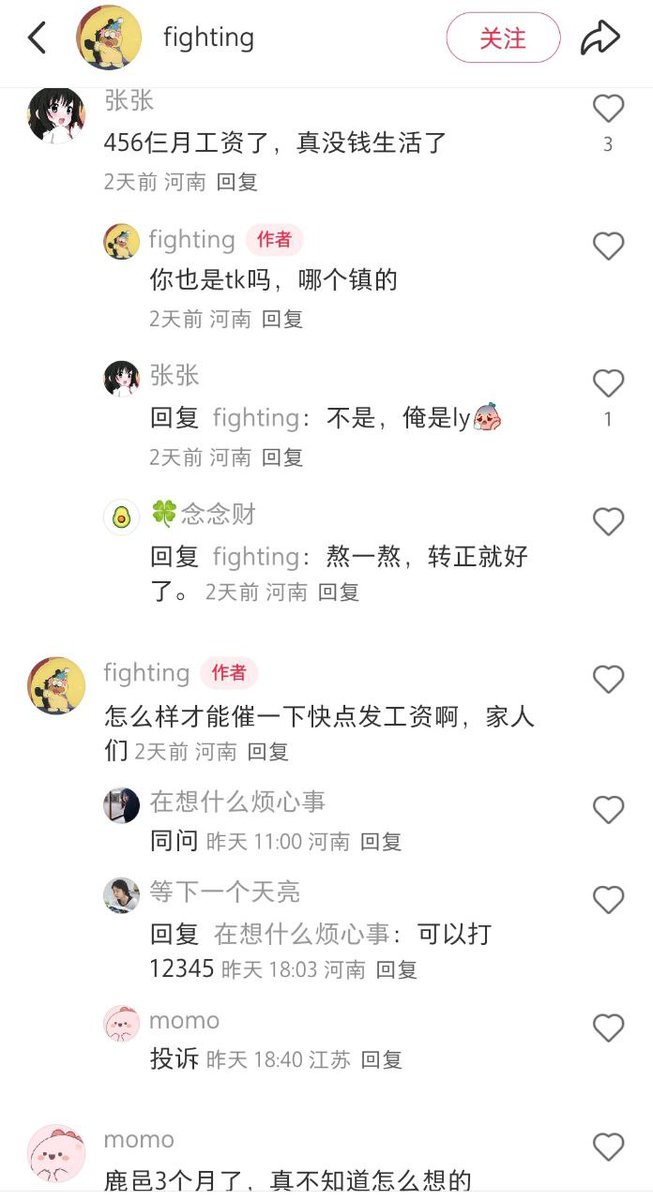 fighting
关注
张张
456仨月工资了，真没钱生活了
3
2天前 河南 回复
fighting 作者
你也是tk吗，哪个镇的
2天前 河南 回复
张张
回复 fighting：不是，俺是ly
1
2天前 河南 回复
🍀念念财
回复 fighting：熬一熬，转正就好
了。 2天前 河南 回复
fighting 作者
怎么样才能催一下快点发工资啊，家人
们 2天前 河南 回复
在想什么烦心事
同问 昨天 11:00 河南 回复
等下一个天亮
回复 在想什么烦心事：可以打
12345 昨天 18:03 河南 回复
momo
投诉 昨天 18:40 江苏 回复
momo
鹿邑3个月了，真不知道怎么想的